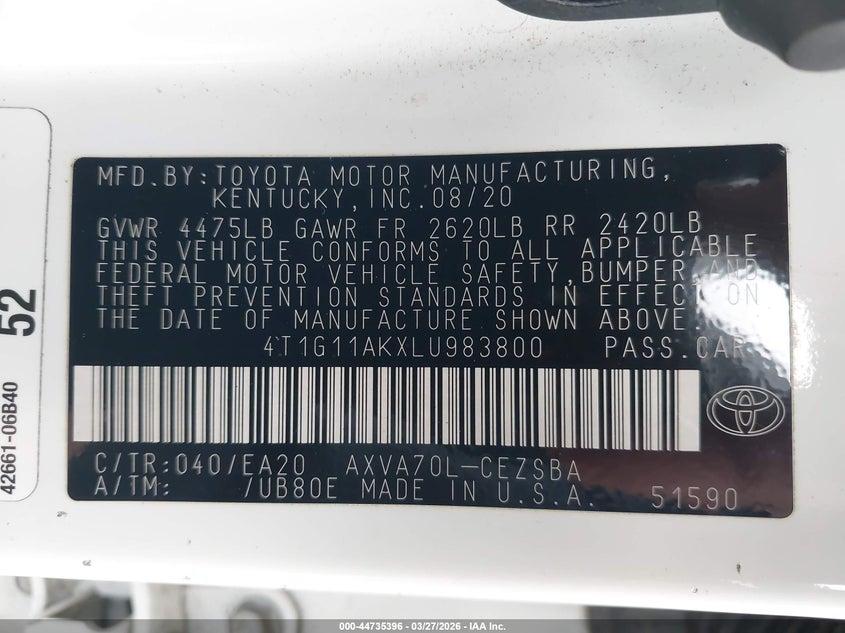 MFD.BY:TOYOTA MOTOR MANUFACTURING,
KENTUCKY,INC.08/20
GVWR 4475LB GAWR FR 2620LB RR 2420LB
THIS VEHICLE CONFORMS TO ALL APPLICABLE
FEDERAL MOTOR VEHICLE SAFETY,BUMPER,AND
THEFT PREVENTION STANDARDS IN EFFECT ON
THE DATE OF MANUFACTURE SHOWN ABOVE.
4T1G11AKXLU983800 PASS.CAR
C/TR:040/EA20 AXVA70L-CEZSBA
A/TM: /UB80E MADE IN U.S.A. 51590
52
42661-06B40
000-44735396 | 03/27/2026 | IAA Inc.